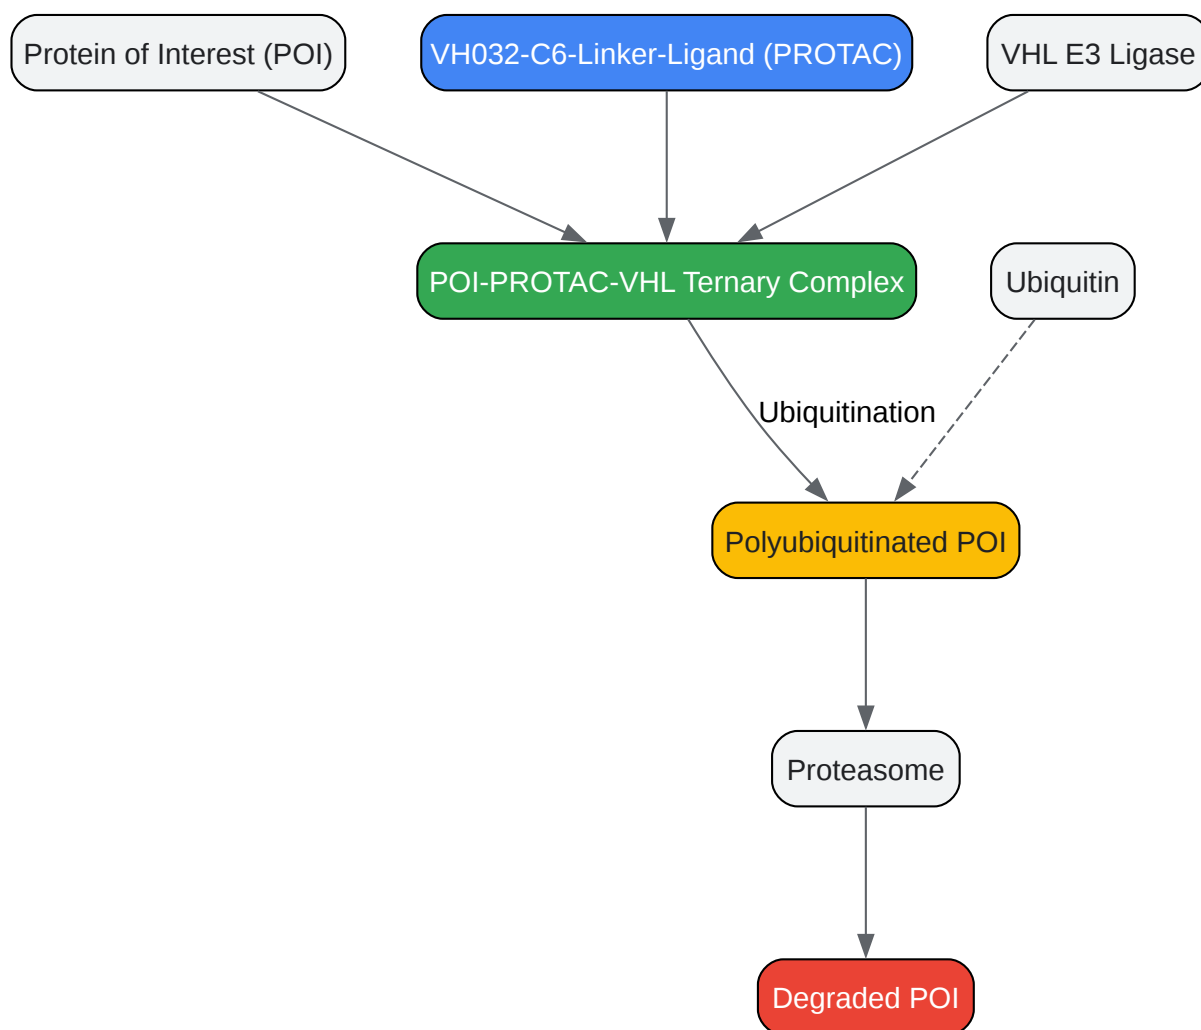 Protein of Interest (POI)
VH032-C6-Linker-Ligand (PROTAC)
VHL E3 Ligase
POI-PROTAC-VHL Ternary Complex
Ubiquitin
Ubiquitination
Polyubiquitinated POI
Proteasome
Degraded POI